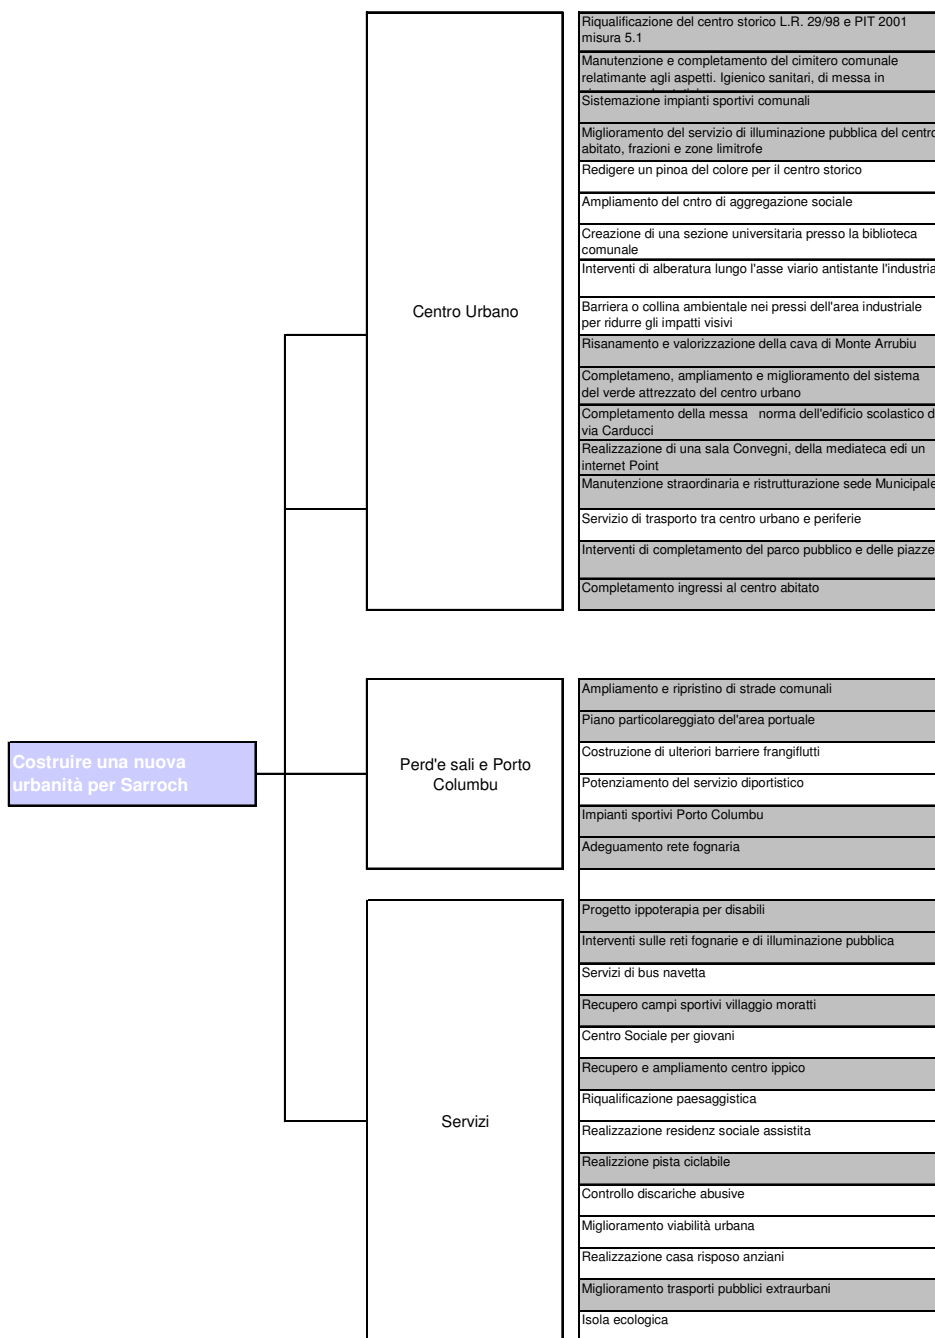 Riqualificazione del centro storico L.R. 29/98 e PIT 2001
misura 5.1
Manutenzione e completamento del cimitero comunale
relatimante agli aspetti. Igienico sanitari, di messa in
Sistemazione impianti sportivi comunali
Miglioramento del servizio di illuminazione pubblica del centro
abitato, frazioni e zone limitrofe
Redigere un pinoa del colore per il centro storico
Ampliamento del cntro di aggregazione sociale
Creazione di una sezione universitaria presso la biblioteca
comunale
Interventi di alberatura lungo l'asse viario antistante l'industria
Centro Urbano
Barriera o collina ambientale nei pressi dell'area industriale
per ridurre gli impatti visivi
Risanamento e valorizzazione della cava di Monte Arrubiu
Completameno, ampliamento e miglioramento del sistema
del verde attrezzato del centro urbano
Completamento della messa norma dell'edificio scolastico d
via Carducci
Realizzazione di una sala Convegni, della mediateca edi un
internet Point
Manutenzione straordinaria e ristrutturazione sede Municipale
Servizio di trasporto tra centro urbano e periferie
Interventi di completamento del parco pubblico e delle piazze
Completamento ingressi al centro abitato
Costruire una nuova
urbanità per Sarroch
Perd'e sali e Porto
Columbu
Ampliamento e ripristino di strade comunali
Piano particolareggiato del'area portuale
Costruzione di ulteriori barriere frangiflutti
Potenziamento del servizio diportistico
Impianti sportivi Porto Columbu
Adeguamento rete fognaria
Servizi
Progetto ippoterapia per disabili
Interventi sulle reti fognarie e di illuminazione pubblica
Servizi di bus navetta
Recupero campi sportivi villaggio moratti
Centro Sociale per giovani
Recupero e ampliamento centro ippico
Riqualificazione paesaggistica
Realizzazione residenz sociale assistita
Realizzione pista ciclabile
Controllo discariche abusive
Miglioramento viabilità urbana
Realizzazione casa risposo anziani
Miglioramento trasporti pubblici extraurbani
Isola ecologica